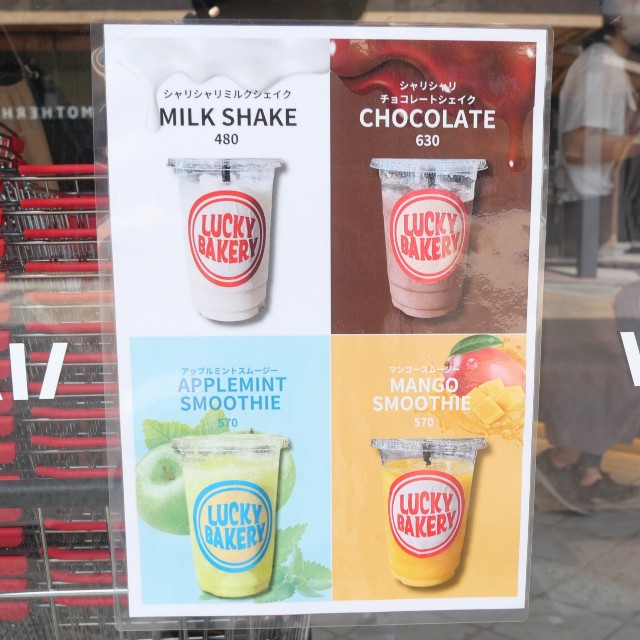 シャリシャリミルクシェイク
MILK SHAKE
480
LUCKY
BAKERY
シャリシャリ
チョコレートシェイク
CHOCOLATE
630
LUCKY
BAKERY
アップルミントスムージー
APPLEMINT
SMOOTHIE
570
LUCKY
BAKERY
マンゴースムージー
MANGO
SMOOTHIE
570
LUCKY
BAKERY